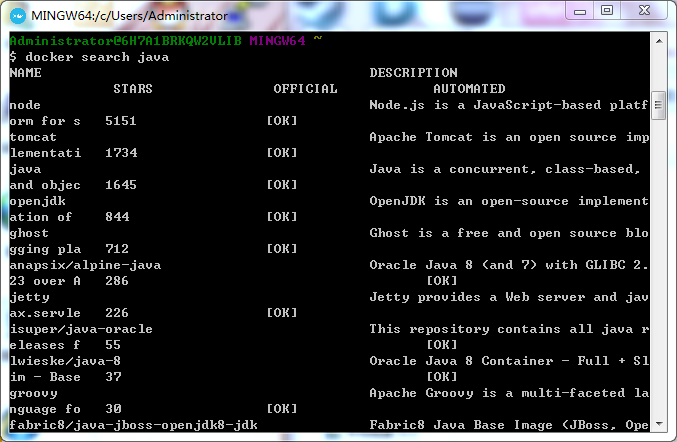 MINGW64:/c/Users/Administrator
Administrator@6H7A1BRKQW2VLIB MINGW64 ~
$ docker search java
NAME DESCRIPTION
STARS OFFICIAL AUTOMATED
node Node.js is a JavaScript-based platf
orm for s 5151 [OK]
tomcat Apache Tomcat is an open source imp
lementati 1734 [OK]
java Java is a concurrent, class-based,
and objec 1645 [OK]
openjdk OpenJDK is an open-source implement
ation of 844 [OK]
ghost Ghost is a free and open source blo
gging pla 712 [OK]
anapsix/alpine-java Oracle Java 8 (and 7) with GLIBC 2.
23 over A 286 [OK]
jetty Jetty provides a Web server and jav
ax.servle 226 [OK]
isuper/java-oracle This repository contains all java r
eleases f 55 [OK]
lwieske/java-8 Oracle Java 8 Container - Full + Sl
im - Base 37 [OK]
groovy Apache Groovy is a multi-faceted la
nguage fo 30 [OK]
fabric8/java-jboss-openjdk8-jdk Fabric8 Java Base Image (JBoss, Ope